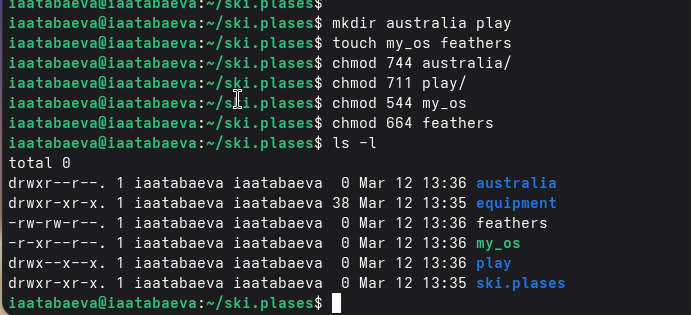 iaatabaeva@iaatabaeva:~/ski.plases$
iaatabaeva@iaatabaeva:~/ski.plases$ mkdir australia play
iaatabaeva@iaatabaeva:~/ski.plases$ touch my_os feathers
iaatabaeva@iaatabaeva:~/ski.plases$ chmod 744 australia/
iaatabaeva@iaatabaeva:~/ski.plases$ chmod 711 play/
iaatabaeva@iaatabaeva:~/ski.plases$ chmod 544 my_os
iaatabaeva@iaatabaeva:~/ski.plases$ chmod 664 feathers
iaatabaeva@iaatabaeva:~/ski.plases$ ls -l
total 0
drwxr--r--. 1 iaatabaeva iaatabaeva  0 Mar 12 13:36 australia
drwxr-xr-x. 1 iaatabaeva iaatabaeva 38 Mar 12 13:35 equipment
-rw-rw-r--. 1 iaatabaeva iaatabaeva  0 Mar 12 13:36 feathers
-r-xr--r--. 1 iaatabaeva iaatabaeva  0 Mar 12 13:36 my_os
drwx--x--x. 1 iaatabaeva iaatabaeva  0 Mar 12 13:36 play
drwxr-xr-x. 1 iaatabaeva iaatabaeva  0 Mar 12 13:35 ski.plases
iaatabaeva@iaatabaeva:~/ski.plases$